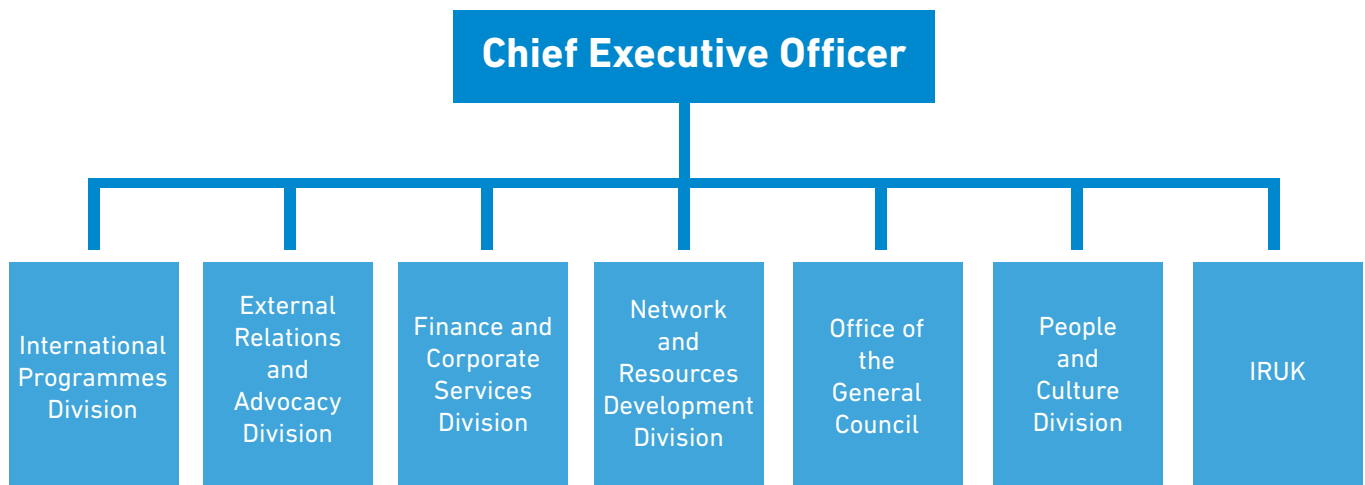 Chief Executive Officer
International
Programmes
Division
External
Relations
and
Advocacy
Division
Finance and
Corporate
Services
Division
Network
and
Resources
Development
Division
Office of
the
General
Council
People
and
Culture
Division
IRUK